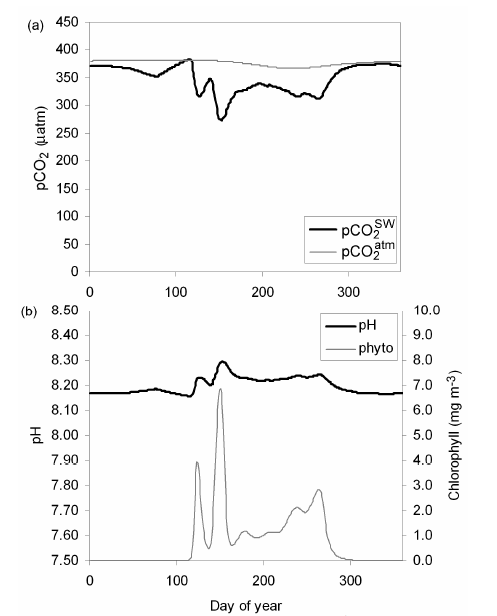 (a)
450
400
350
300
250
200
150
100
50
0
pCO2 (µatm)
pCO2SW
pCO2atm
0 100 200 300
(b)
8.50
8.40
8.30
8.20
8.10
8.00
7.90
7.80
7.70
7.60
7.50
pH
pH
phyto
10.0
9.0
8.0
7.0
6.0
5.0
4.0
3.0
2.0
1.0
0.0
Chlorophyll (mg m-3)
0 100 200 300
Day of year